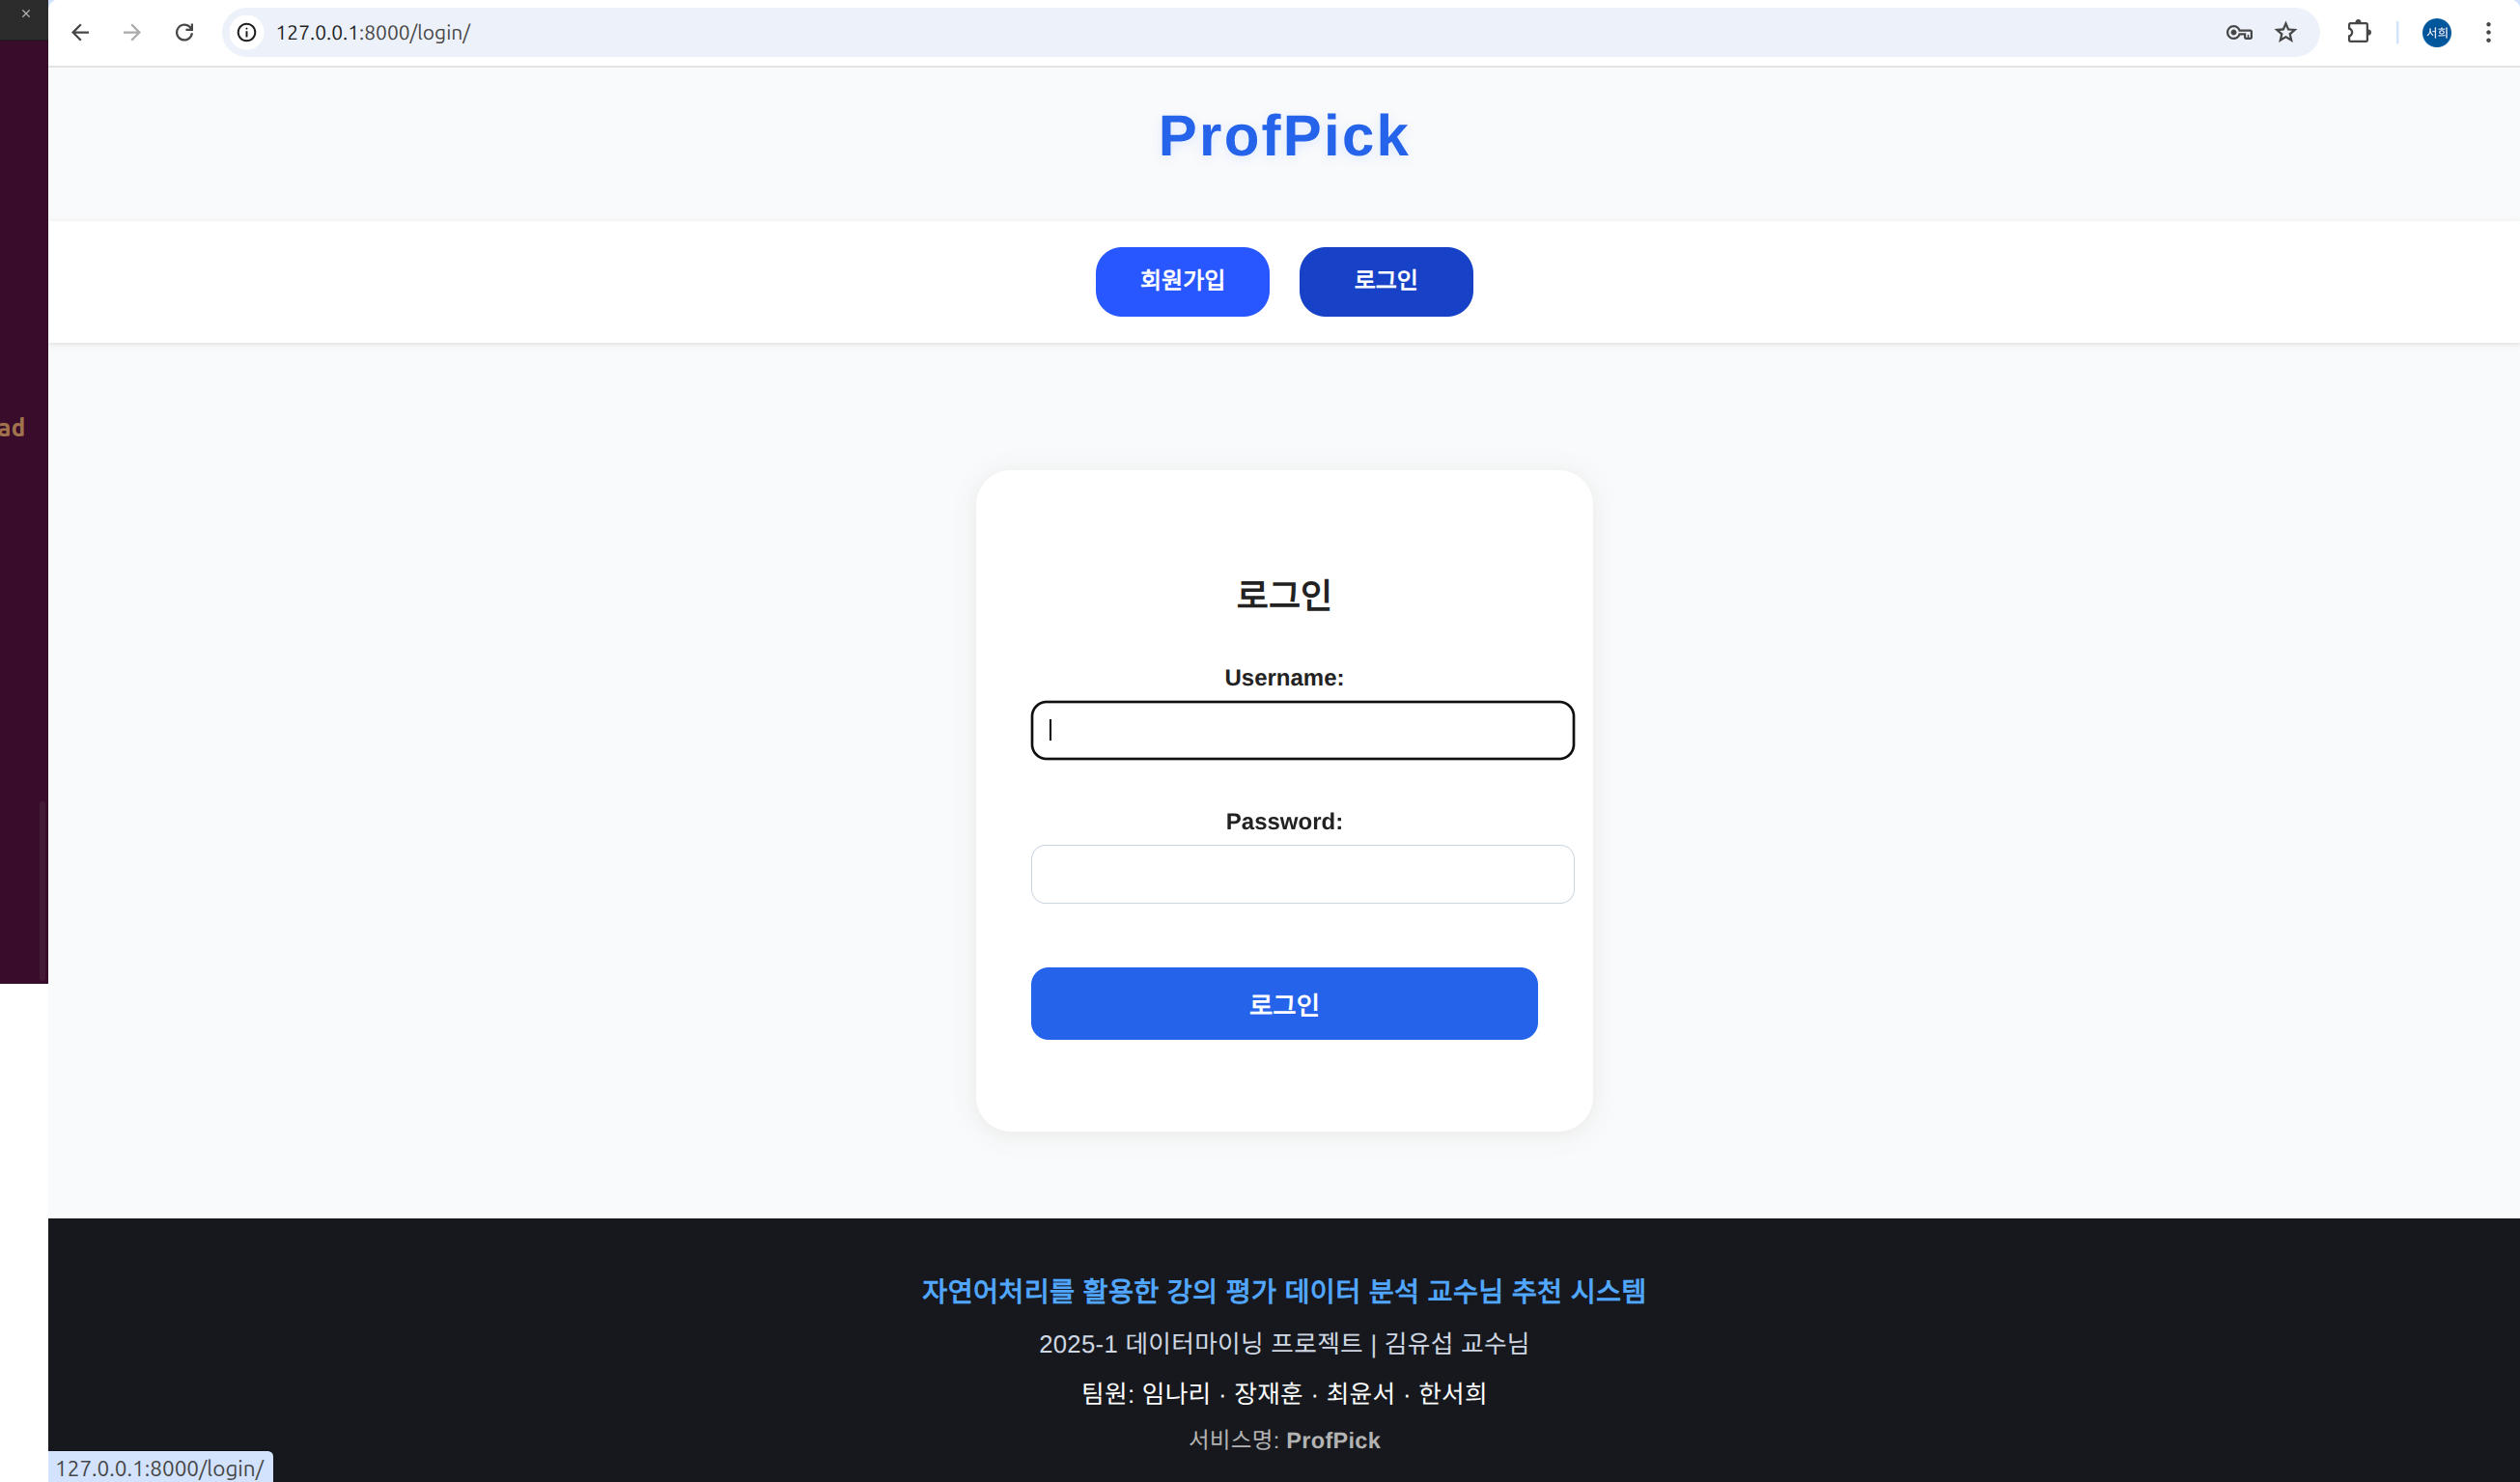 127.0.0.1:8000/login/
서희
ProfPick
회원가입
로그인
ad
로그인
Username:
Password:
로그인
자연어처리를 활용한 강의 평가 데이터 분석 교수님 추천 시스템
2025-1 데이터마이닝 프로젝트 | 김유섭 교수님
팀원: 임나리 · 장재훈 · 최윤서 · 한서희
서비스명: ProfPick
127.0.0.1:8000/login/